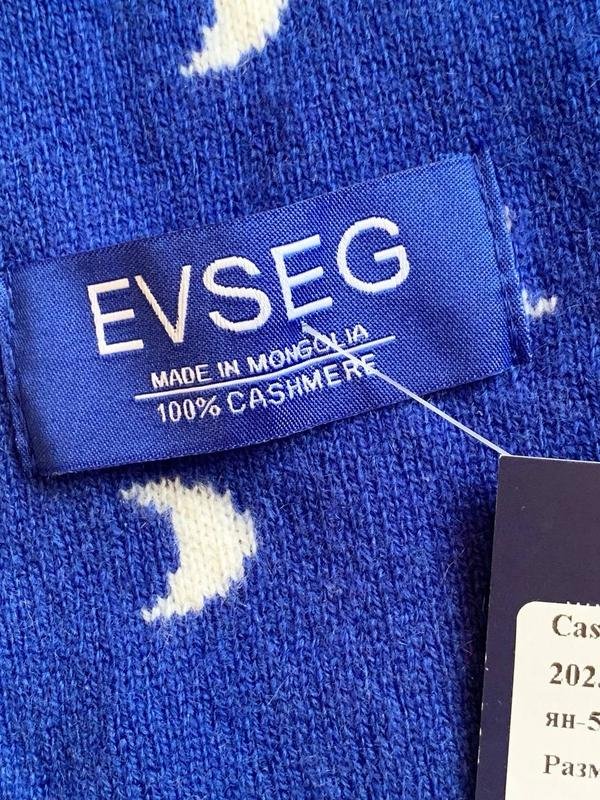 EVSEG
MADE IN MONGOLIA
100% CASHMERE
Cas
202
ян-5
Разм